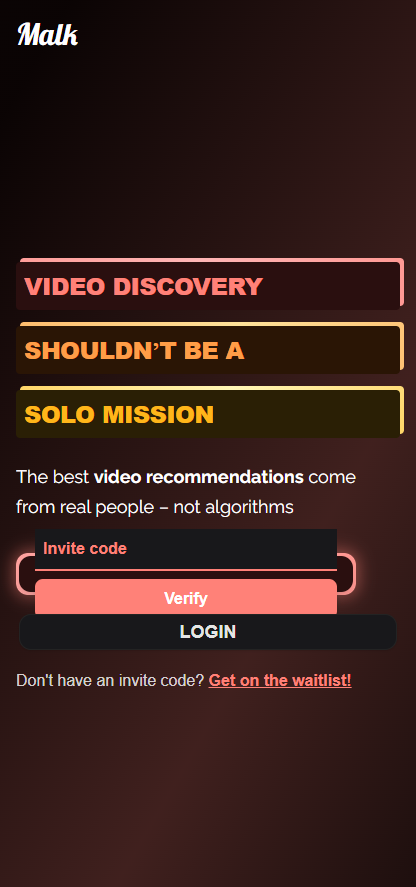 Malk
VIDEO DISCOVERY
SHOULDN’T BE A
SOLO MISSION
The best video recommendations come
from real people – not algorithms
Invite code
Verify
LOGIN
Don't have an invite code? Get on the waitlist!